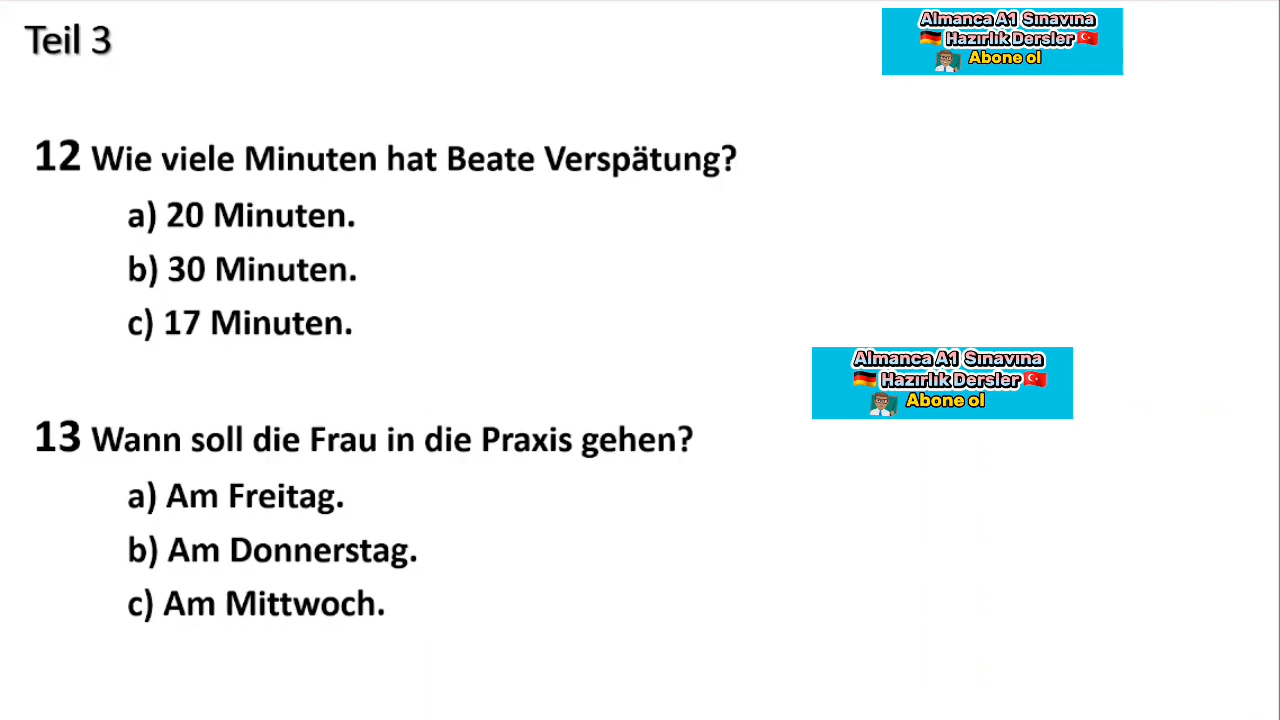 Teil 3
Almanca A1 Sınavına
Hazırlık Dersler
Abone ol
12 Wie viele Minuten hat Beate Verspätung?
a) 20 Minuten.
b) 30 Minuten.
c) 17 Minuten.
Almanca A1 Sınavına
Hazırlık Dersler
Abone ol
13 Wann soll die Frau in die Praxis gehen?
a) Am Freitag.
b) Am Donnerstag.
c) Am Mittwoch.